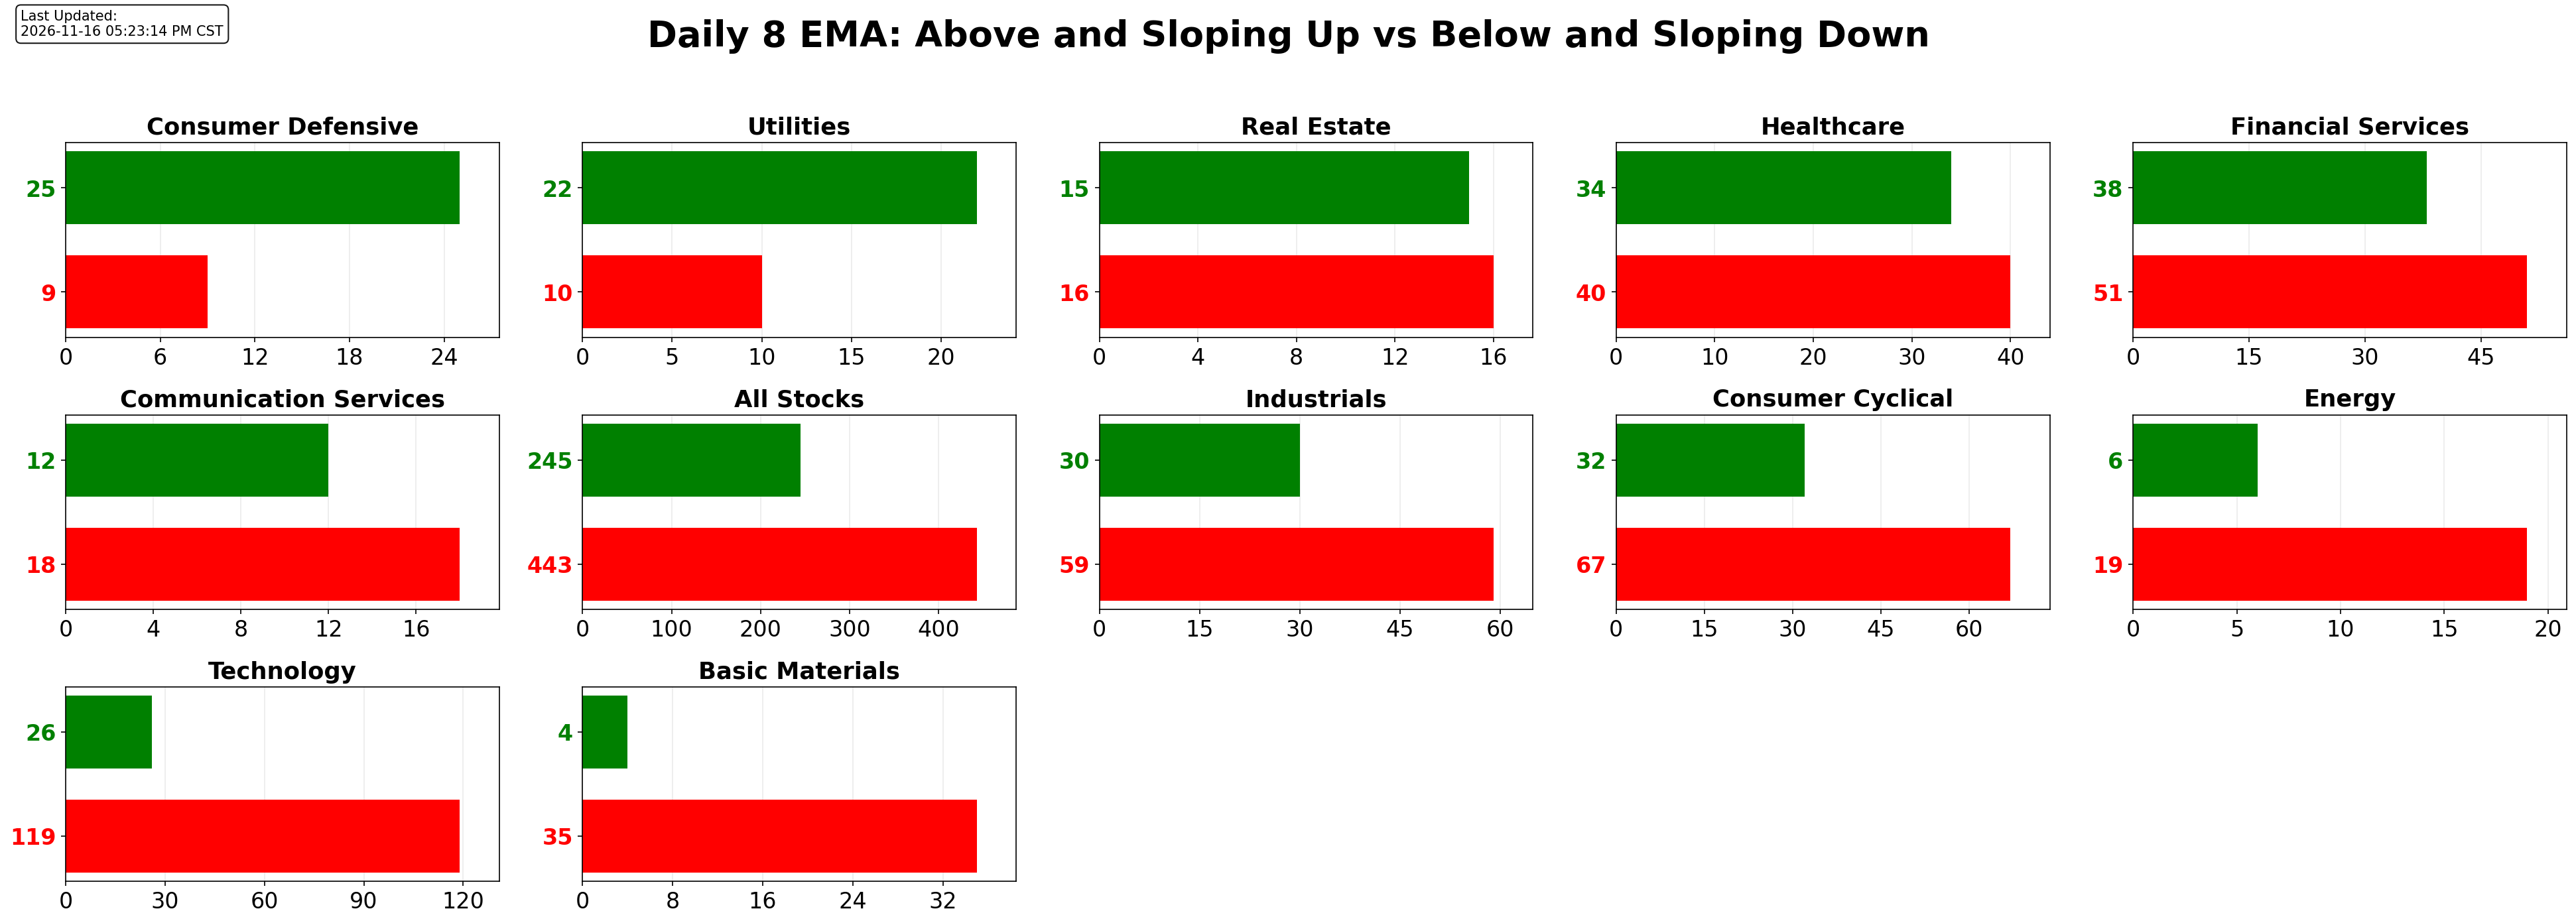 Last Updated:
2026-11-16 05:23:14 PM CST
Daily 8 EMA: Above and Sloping Up vs Below and Sloping Down
Consumer Defensive
25
9
0 6 12 18 24
Utilities
22
10
0 5 10 15 20
Real Estate
15
16
0 4 8 12 16
Healthcare
34
40
0 10 20 30 40
Financial Services
38
51
0 15 30 45
Communication Services
12
18
0 4 8 12 16
All Stocks
245
443
0 100 200 300 400
Industrials
30
59
0 15 30 45 60
Consumer Cyclical
32
67
0 15 30 45 60
Energy
6
19
0 5 10 15 20
Technology
26
119
0 30 60 90 120
Basic Materials
4
35
0 8 16 24 32